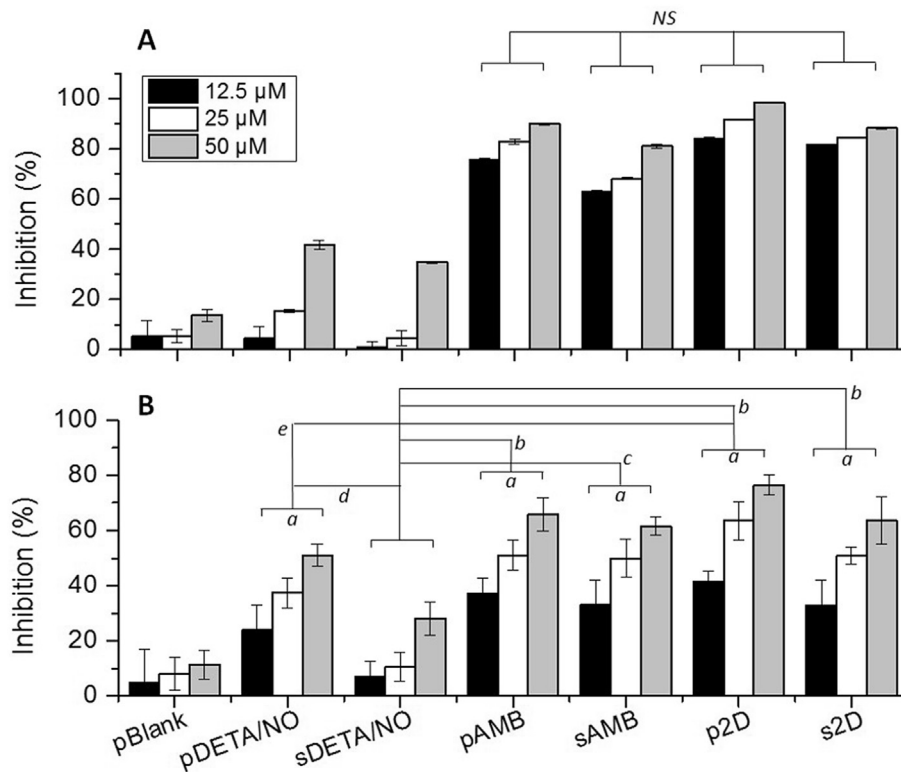 A
NS
12.5 µM
25 µM
50 µM
Inhibition (%)
100
80
60
40
20
0
B
b
e
b
b
c
a
a
a
a
d
a
Inhibition (%)
100
80
60
40
20
0
pBlank
pDETA/NO
sDETA/NO
pAMB
sAMB
p2D
s2D